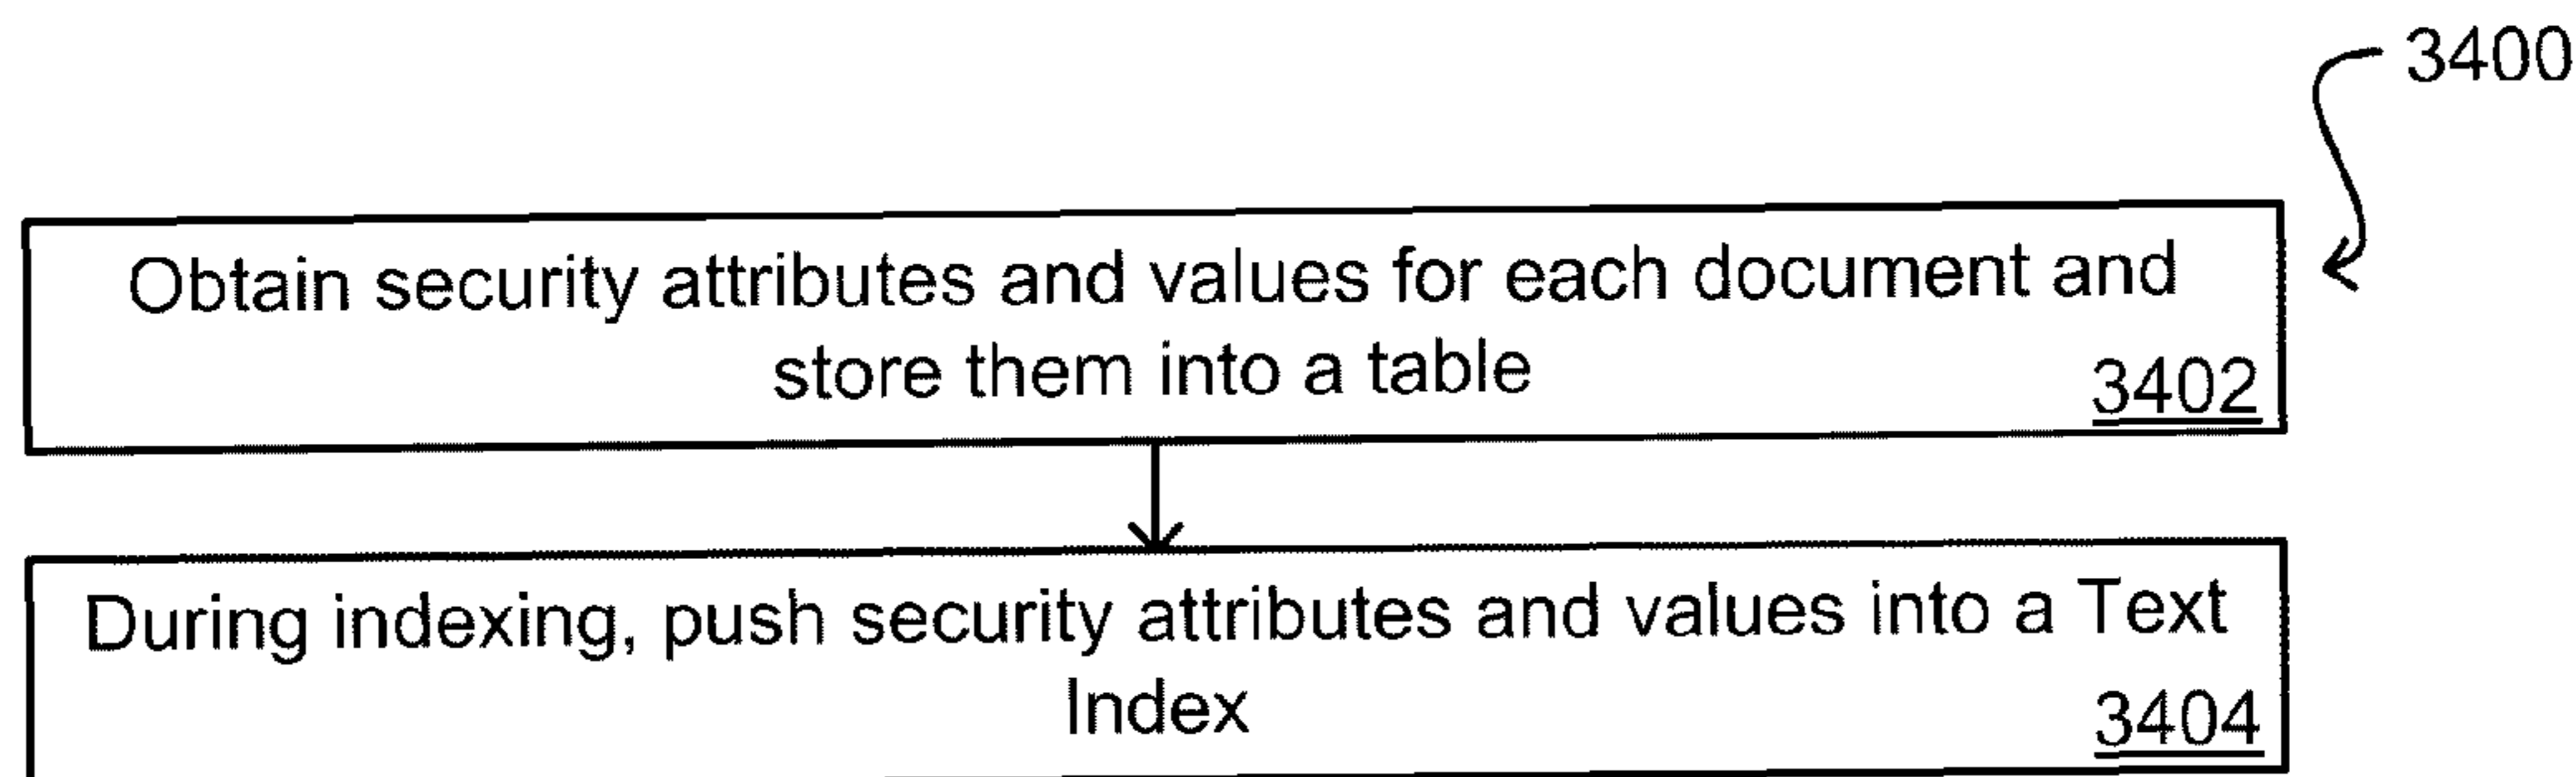 3400
Obtain security attributes and values for each document and
store them into a table
3402
During indexing, push security attributes and values into a Text
Index
3404